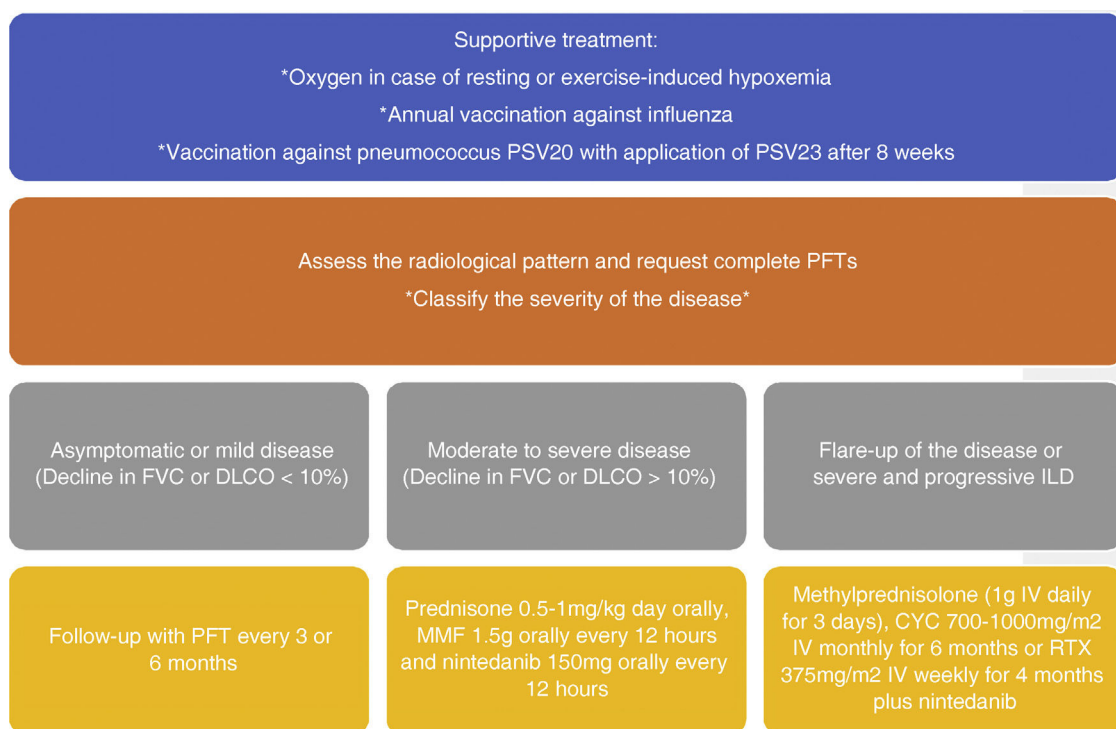 Supportive treatment:
*Oxygen in case of resting or exercise-induced hypoxemia
*Annual vaccination against influenza
*Vaccination against pneumococcus PSV20 with application of PSV23 after 8 weeks
Assess the radiological pattern and request complete PFTs
*Classify the severity of the disease*
Asymptomatic or mild disease
(Decline in FVC or DLCO < 10%)
Moderate to severe disease
(Decline in FVC or DLCO > 10%)
Flare-up of the disease or
severe and progressive ILD
Follow-up with PFT every 3 or
6 months
Prednisone 0.5-1mg/kg day orally,
MMF 1.5g orally every 12 hours
and nintedanib 150mg orally every
12 hours
Methylprednisolone (1g IV daily
for 3 days), CYC 700-1000mg/m2
IV monthly for 6 months or RTX
375mg/m2 IV weekly for 4 months
plus nintedanib